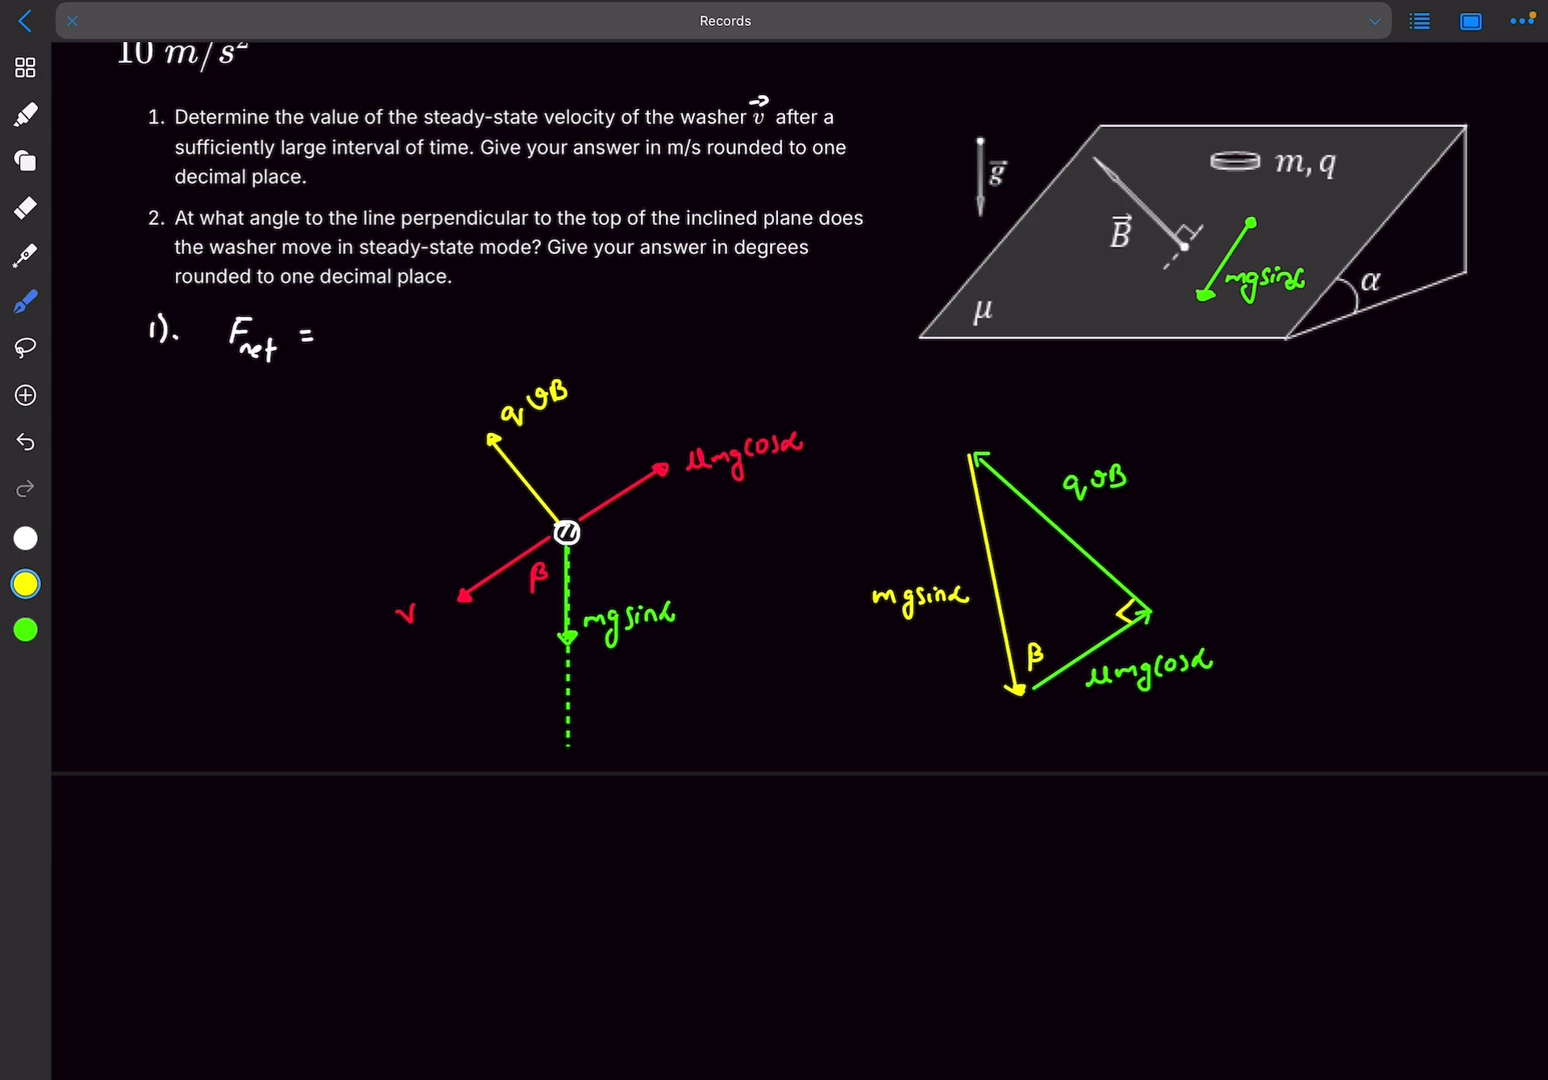 Records
10 m/s²
1. Determine the value of the steady-state velocity of the washer v⃗ after a
sufficiently large interval of time. Give your answer in m/s rounded to one
decimal place.
2. At what angle to the line perpendicular to the top of the inclined plane does
the washer move in steady-state mode? Give your answer in degrees
rounded to one decimal place.
g⃗
m, q
B⃗
mgsinα
α
μ
1). F_net =
qvB
μmgcosα
β
v
mgsinα
qvB
mgsinα
β
μmgcosα